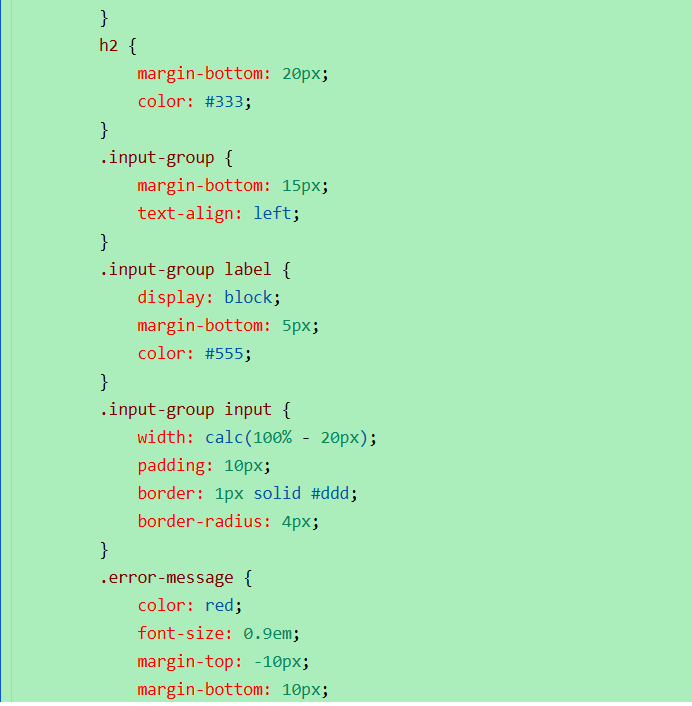 }
h2 {
margin-bottom: 20px;
color: #333;
}
.input-group {
margin-bottom: 15px;
text-align: left;
}
.input-group label {
display: block;
margin-bottom: 5px;
color: #555;
}
.input-group input {
width: calc(100% - 20px);
padding: 10px;
border: 1px solid #ddd;
border-radius: 4px;
}
.error-message {
color: red;
font-size: 0.9em;
margin-top: -10px;
margin-bottom: 10px;